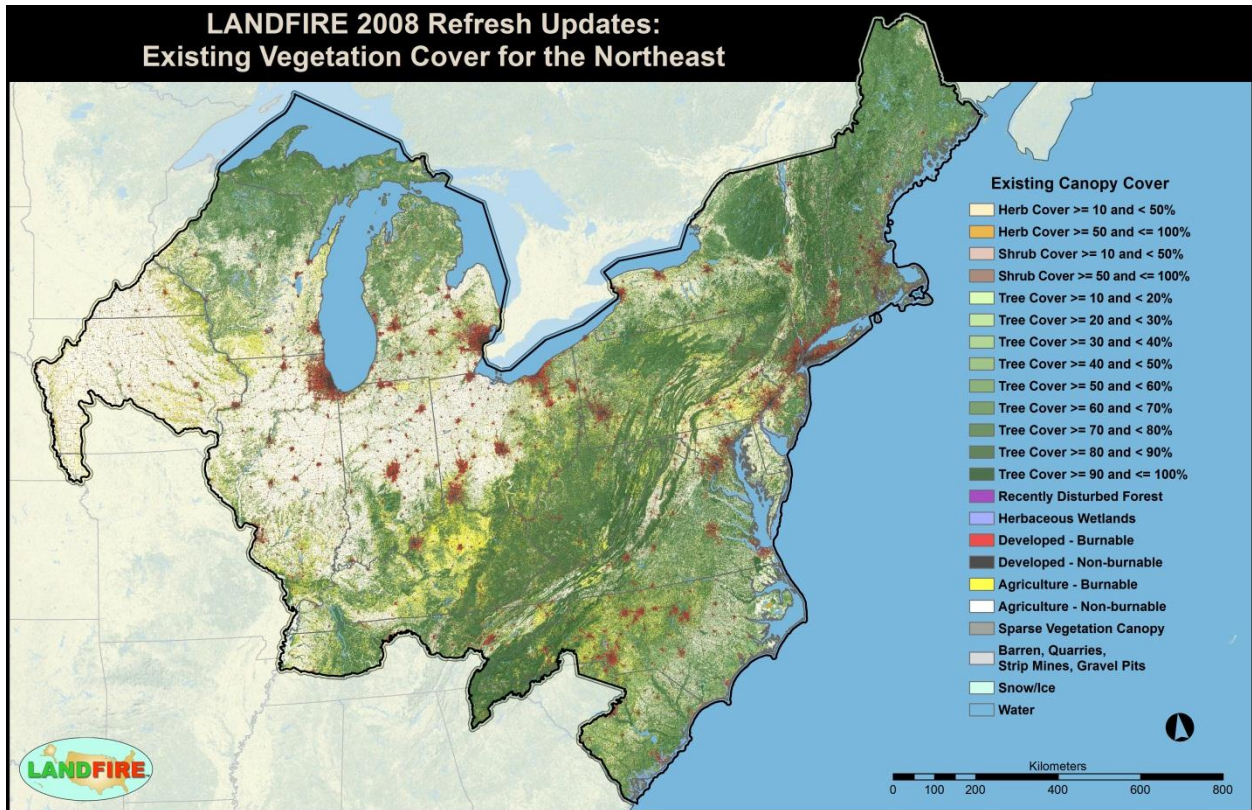 LANDFIRE 2008 Refresh Updates:
Existing Vegetation Cover for the Northeast
Existing Canopy Cover
Herb Cover >= 10 and < 50%
Herb Cover >= 50 and <= 100%
Shrub Cover >= 10 and < 50%
Shrub Cover >= 50 and <= 100%
Tree Cover >= 10 and < 20%
Tree Cover >= 20 and < 30%
Tree Cover >= 30 and < 40%
Tree Cover >= 40 and < 50%
Tree Cover >= 50 and < 60%
Tree Cover >= 60 and < 70%
Tree Cover >= 70 and < 80%
Tree Cover >= 80 and < 90%
Tree Cover >= 90 and <= 100%
Recently Disturbed Forest
Herbaceous Wetlands
Developed - Burnable
Developed - Non-burnable
Agriculture - Burnable
Agriculture - Non-burnable
Sparse Vegetation Canopy
Barren, Quarries,
Strip Mines, Gravel Pits
Snow/Ice
Water
Kilometers
0 100 200 400 600 800
LANDFIRE